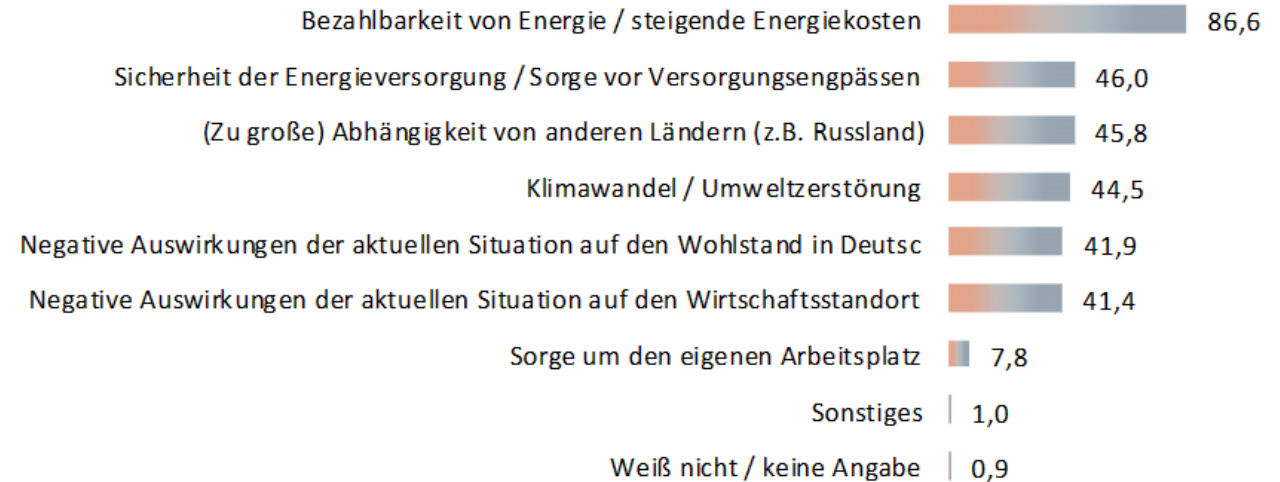 Bezahlbarkeit von Energie / steigende Energiekosten 86,6
Sicherheit der Energieversorgung / Sorge vor Versorgungsengpässen 46,0
(Zu große) Abhängigkeit von anderen Ländern (z.B. Russland) 45,8
Klimawandel / Umweltzerstörung 44,5
Negative Auswirkungen der aktuellen Situation auf den Wohlstand in Deutsc 41,9
Negative Auswirkungen der aktuellen Situation auf den Wirtschaftsstandort 41,4
Sorge um den eigenen Arbeitsplatz 7,8
Sonstiges 1,0
Weiß nicht / keine Angabe 0,9